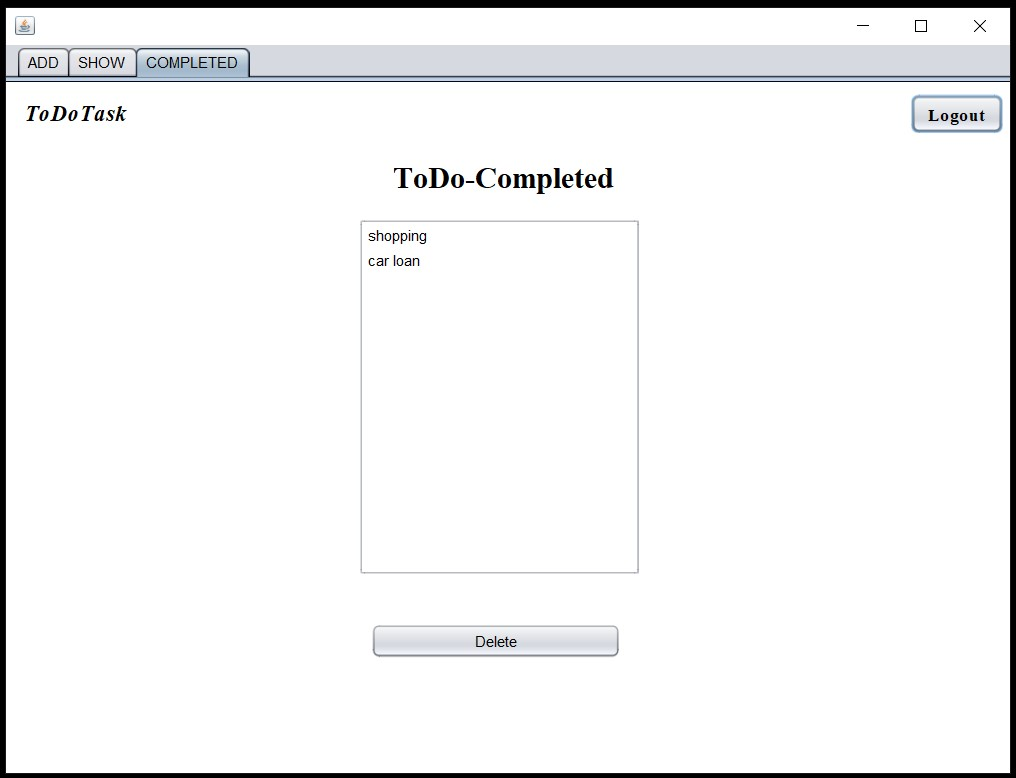 ADD SHOW COMPLETED
ToDoTask Logout
ToDo-Completed
shopping
car loan
Delete